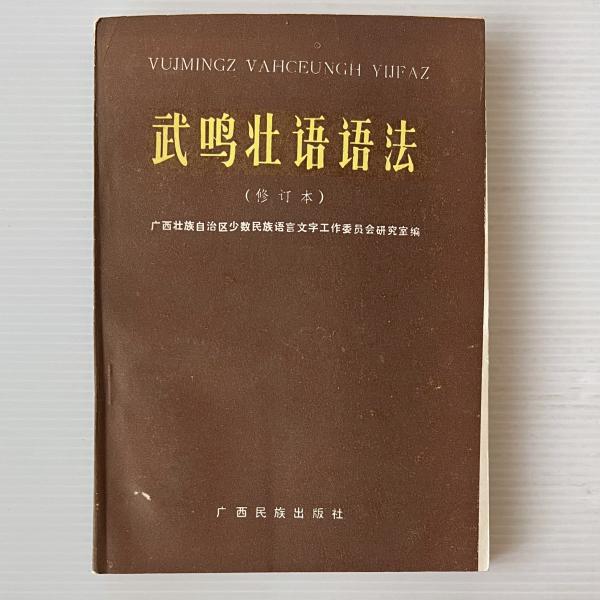 VUJMINGZ VAHCEUNGH YIJFAZ
武鸣壮语语法
(修订本)
广西壮族自治区少数民族语言文字工作委员会研究室编
广西民族出版社